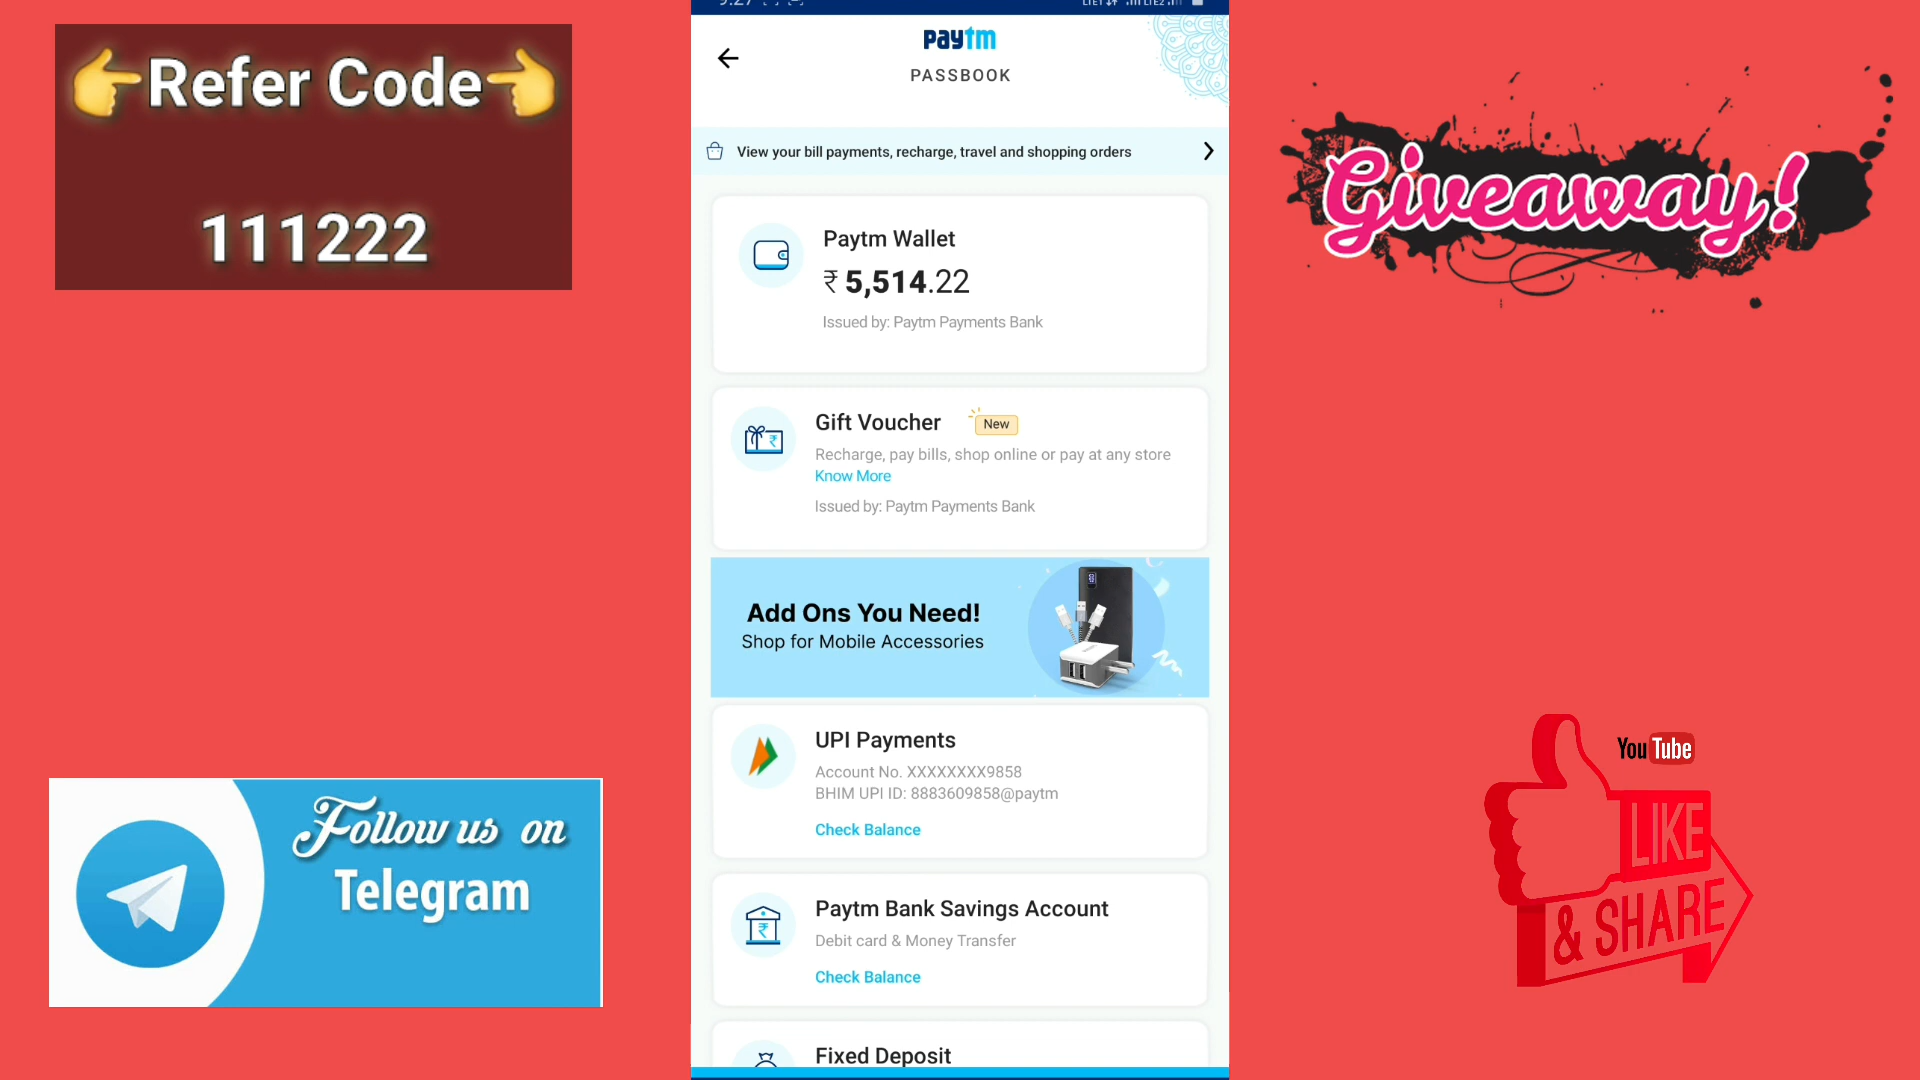 👉Refer Code👈
111222
Follow us on
Telegram
9:27
LTE1 LTE2
paytm
PASSBOOK
View your bill payments, recharge, travel and shopping orders
Paytm Wallet
₹ 5,514.22
Issued by: Paytm Payments Bank
Gift Voucher New
Recharge, pay bills, shop online or pay at any store
Know More
Issued by: Paytm Payments Bank
Add Ons You Need!
Shop for Mobile Accessories
UPI Payments
Account No. XXXXXXXX9858
BHIM UPI ID: 8883609858@paytm
Check Balance
Paytm Bank Savings Account
Debit card & Money Transfer
Check Balance
Fixed Deposit
Giveaway!
YouTube
LIKE
& SHARE